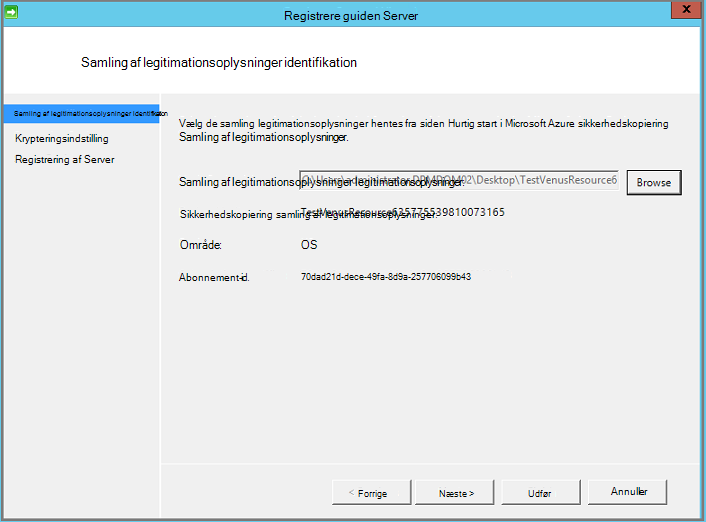 Registrere guiden Server
Samling af legitimationsoplysninger identifikation
Samling af legitimationsoplysninger identifikation
Krypteringsindstilling
Registrering af Server
Vælg de samling legitimationsoplysninger hentes fra siden Hurtig start i Microsoft Azure sikkerhedskopiering
Samling af legitimationsoplysninger.
Samling af legitimationsoplysninger legitimationsoplysninger. C:\Users\administrator.DPMDOM02\Desktop\TestVenusResource6 Browse
Sikkerhedskopiering samling af legitimationsoplysninger. TestVenusResource635775539810073165
Område: OS
Abonnement-id. 70dad21d-dece-49fa-8d9a-257706099b43
< Forrige Næste > Udfør Annuller